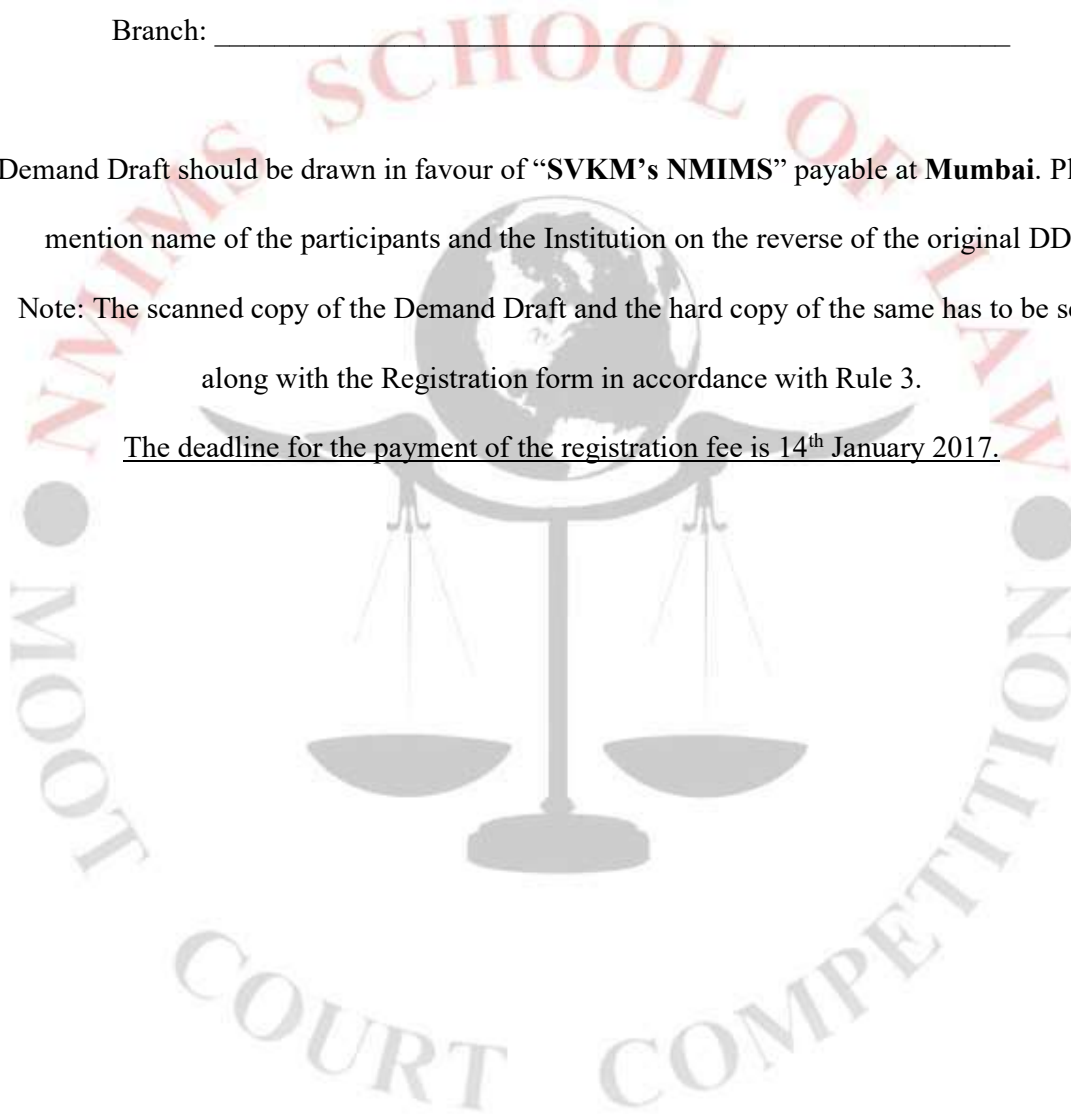 Branch: ______________________________________________________
Demand Draft should be drawn in favour of “SVKM’s NMIMS” payable at Mumbai.
mention name of the participants and the Institution on the reverse of the original DD
Note: The scanned copy of the Demand Draft and the hard copy of the same has to be
along with the Registration form in accordance with Rule 3.
The deadline for the payment of the registration fee is 14th January 2017.
NMIMS SCHOOL OF LAW
MOOT COURT COMPETITION